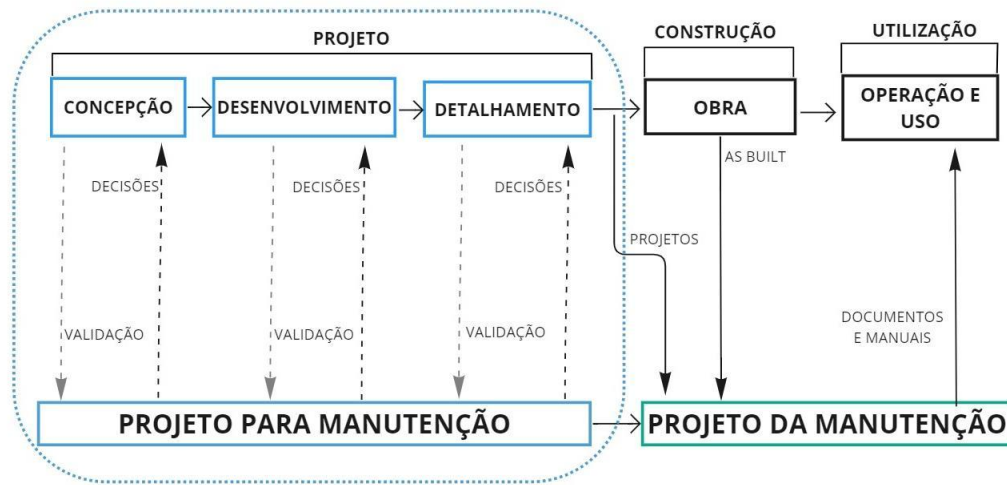 PROJETO
CONSTRUÇÃO
UTILIZAÇÃO
CONCEPÇÃO
DESENVOLVIMENTO
DETALHAMENTO
OBRA
OPERAÇÃO E
USO
AS BUILT
DECISÕES
DECISÕES
DECISÕES
PROJETOS
VALIDAÇÃO
VALIDAÇÃO
VALIDAÇÃO
DOCUMENTOS
E MANUAIS
PROJETO PARA MANUTENÇÃO
PROJETO DA MANUTENÇÃO